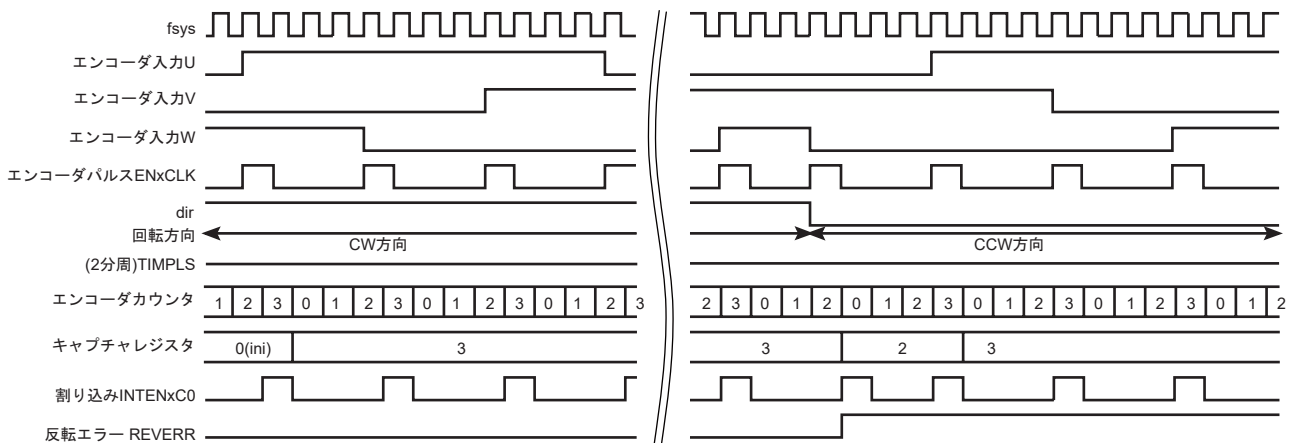 fsys
エンコーダ入力U
エンコーダ入力V
エンコーダ入力W
エンコーダパルスENxCLK
dir
回転方向
CW方向
CCW方向
(2分周)TIMPLS
エンコーダカウンタ 1 2 3 0 1 2 3 0 1 2 3 0 1 2 3 2 3 0 1 2 0 1 2 3 0 1 2 3 0 1 2 3 0 1 2
キャプチャレジスタ 0(ini) 3 3 2 3
割り込みINTENxC0
反転エラー REVERR